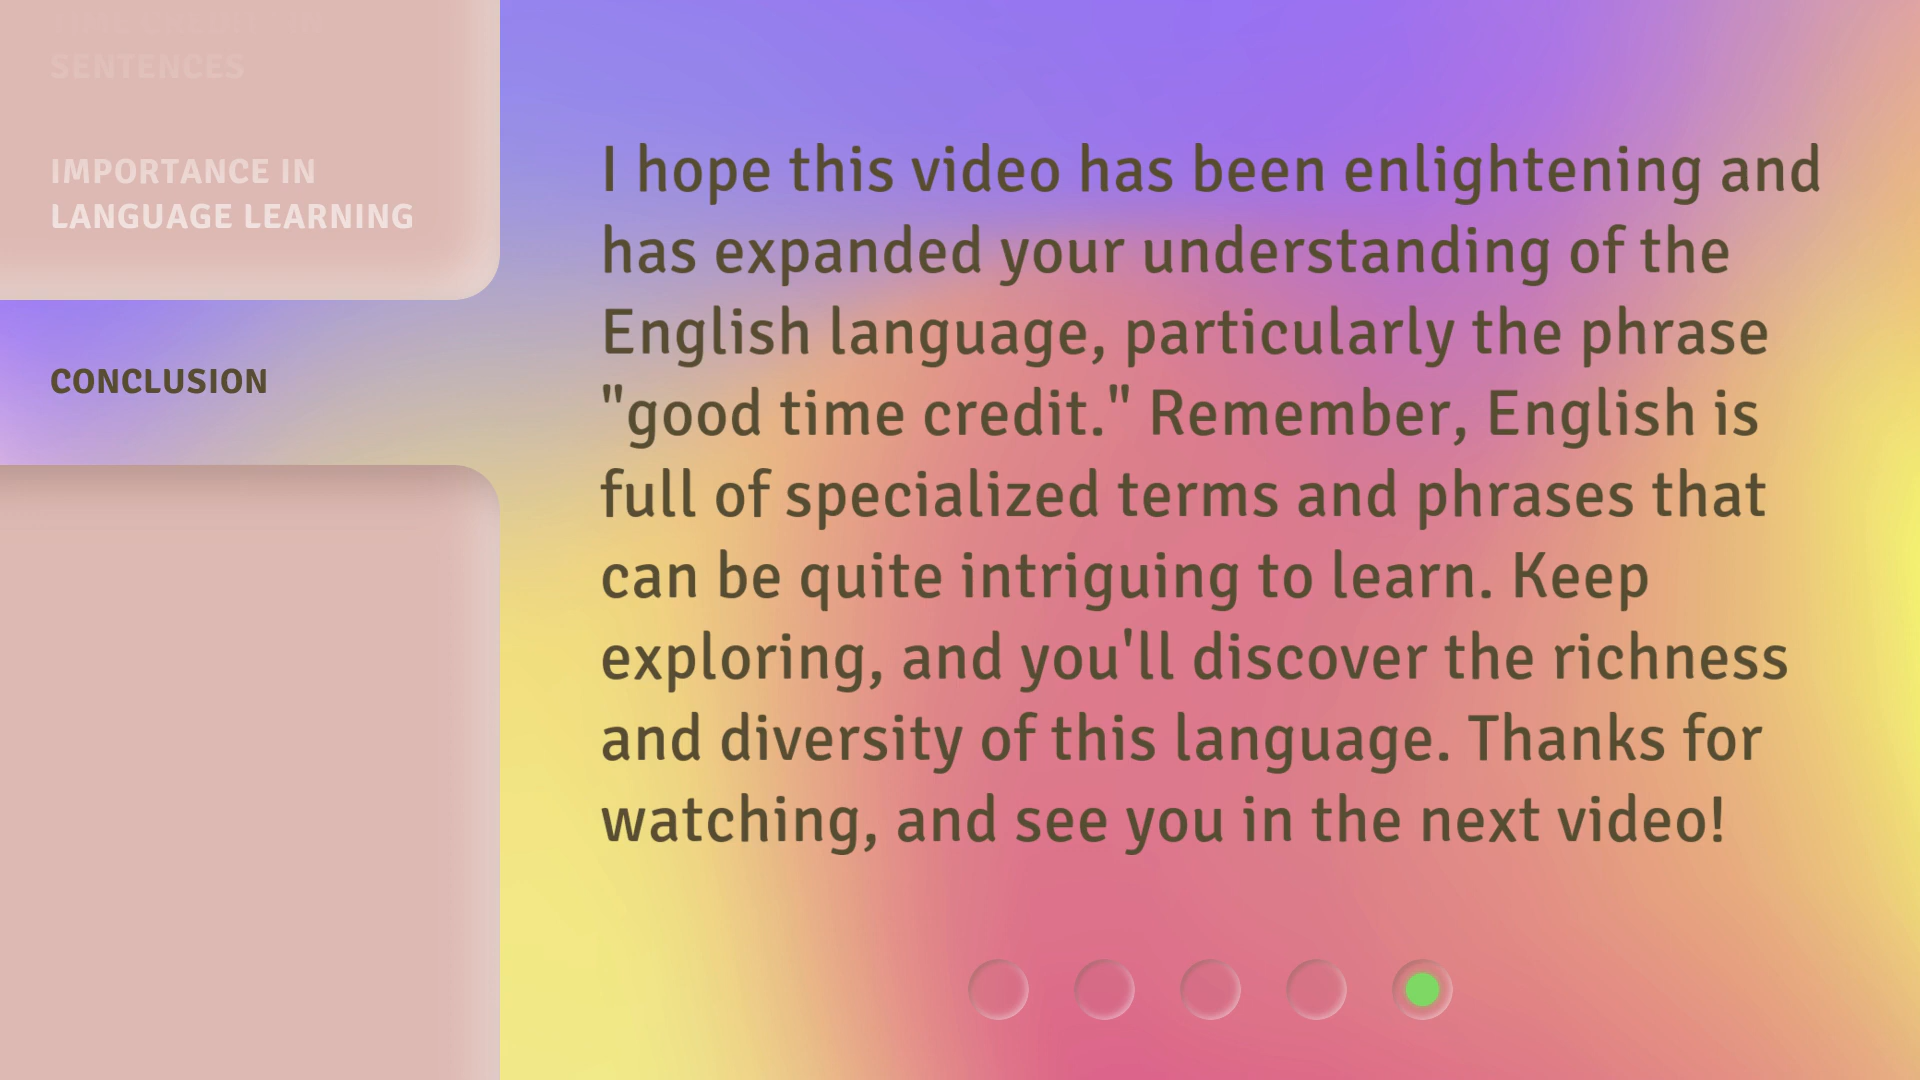 SENTENCES
IMPORTANCE IN
LANGUAGE LEARNING
CONCLUSION
I hope this video has been enlightening and
has expanded your understanding of the
English language, particularly the phrase
"good time credit." Remember, English is
full of specialized terms and phrases that
can be quite intriguing to learn. Keep
exploring, and you'll discover the richness
and diversity of this language. Thanks for
watching, and see you in the next video!